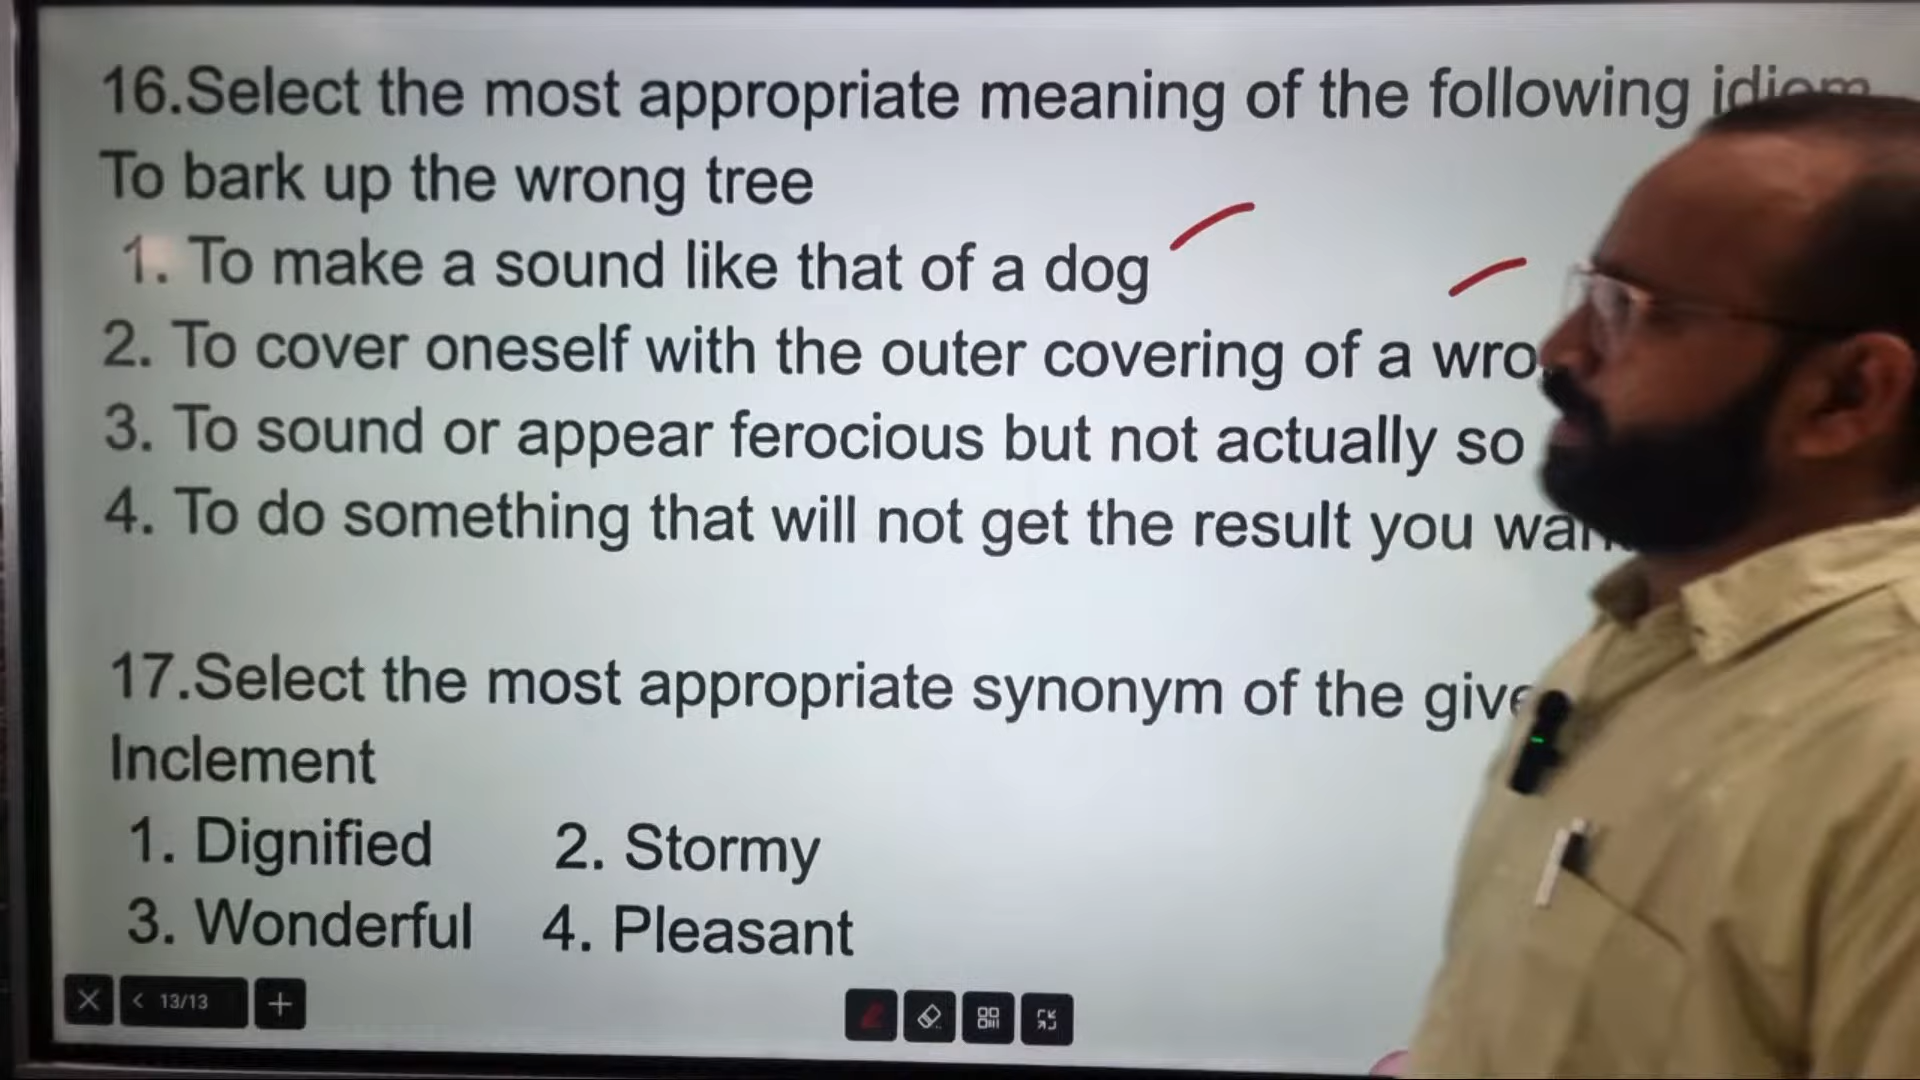 16.Select the most appropriate meaning of the following idiom
To bark up the wrong tree
1. To make a sound like that of a dog
2. To cover oneself with the outer covering of a
3. To sound or appear ferocious but not actually so
4. To do something that will not get the result you
17.Select the most appropriate synonym of the
Inclement
1. Dignified 2. Stormy
3. Wonderful 4. Pleasant
13/13